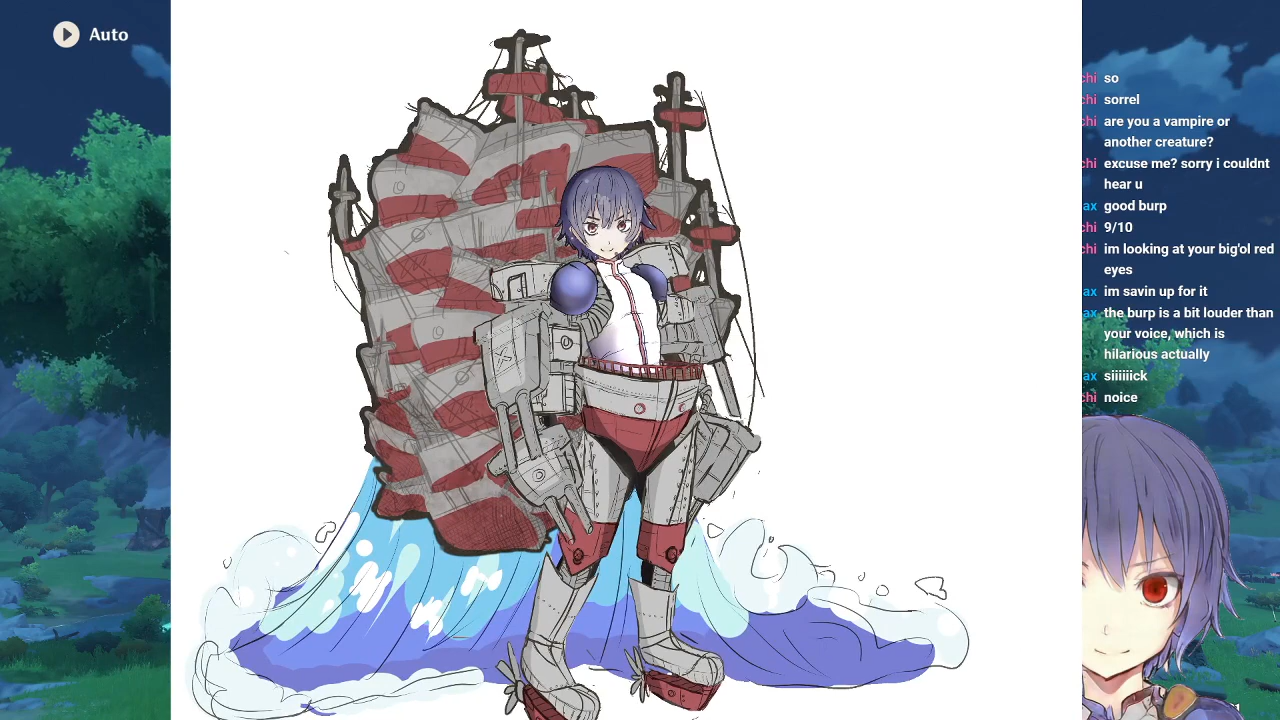 Auto
chi so
chi sorrel
chi are you a vampire or
another creature?
chi excuse me? sorry i couldnt
hear u
ax good burp
chi 9/10
chi im looking at your big'ol red
eyes
ax im savin up for it
ax the burp is a bit louder than
your voice, which is
hilarious actually
ax siiiiiick
chi noice